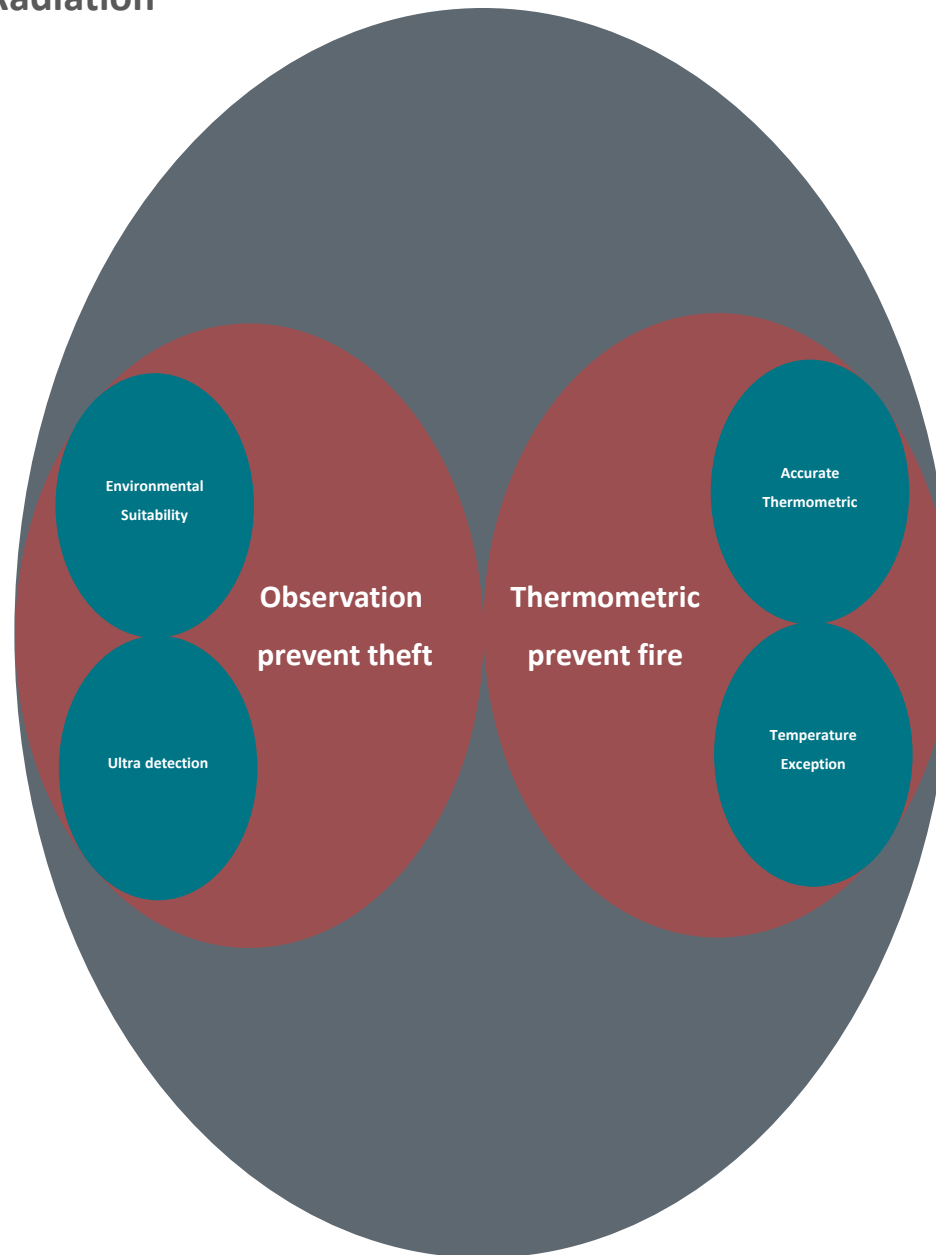 Radiation
Environmental
Suitability
Ultra detection
Observation
prevent theft
Thermometric
prevent fire
Accurate
Thermometric
Temperature
Exception